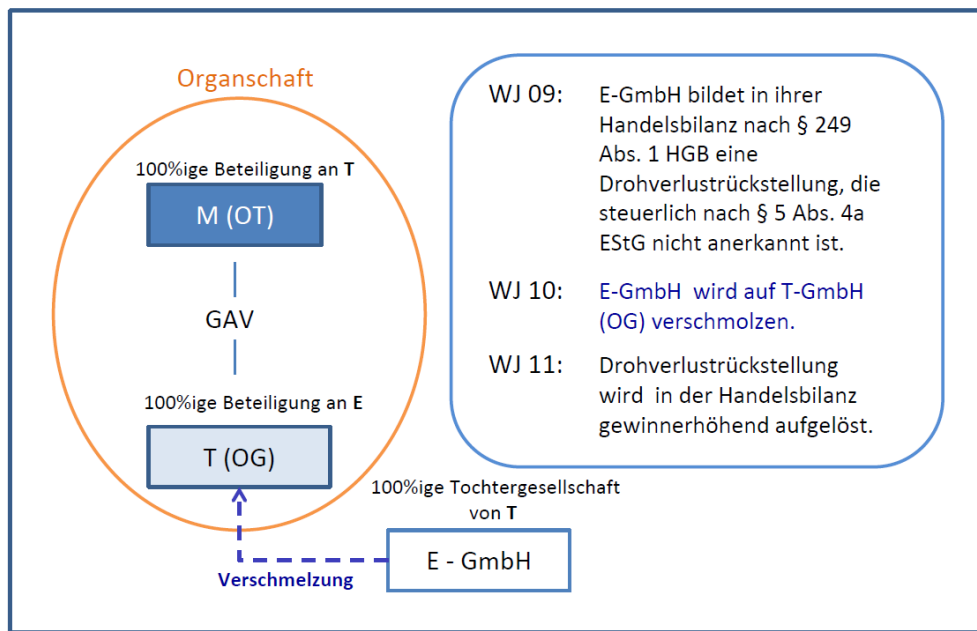 Organschaft
100%ige Beteiligung an T
M (OT)
GAV
100%ige Beteiligung an E
T (OG)
100%ige Tochtergesellschaft
von T
E - GmbH
Verschmelzung
WJ 09: E-GmbH bildet in ihrer
Handelsbilanz nach § 249
Abs. 1 HGB eine
Drohverlustrückstellung, die
steuerlich nach § 5 Abs. 4a
EStG nicht anerkannt ist.
WJ 10: E-GmbH wird auf T-GmbH
(OG) verschmolzen.
WJ 11: Drohverlustrückstellung
wird in der Handelsbilanz
gewinnerhöhend aufgelöst.